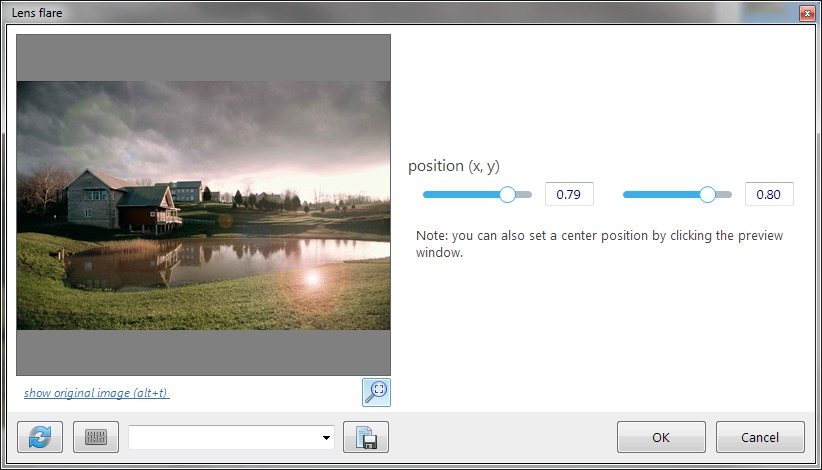 Lens flare
position (x, y)
0.79
0.80
Note: you can also set a center position by clicking the preview
window.
show original image (alt+t)
OK
Cancel